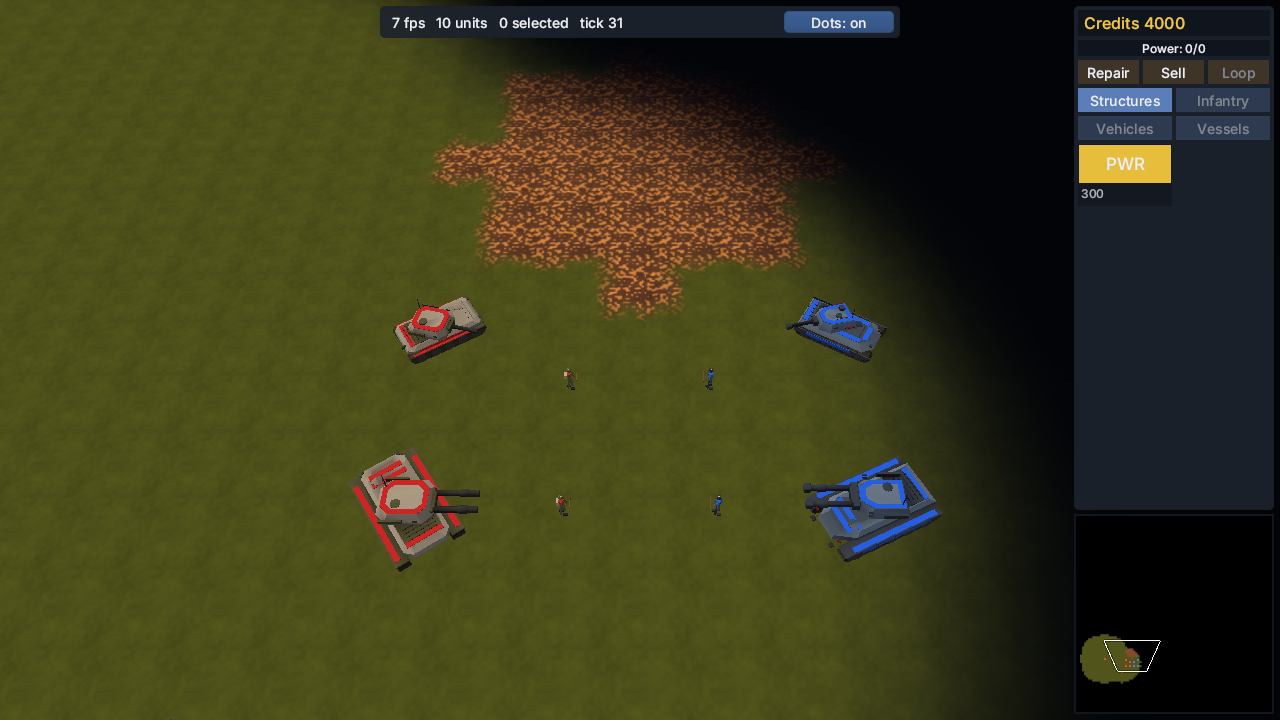 7 fps 10 units 0 selected tick 31
Dots: on
Credits 4000
Power: 0/0
Repair Sell Loop
Structures Infantry
Vehicles Vessels
PWR
300